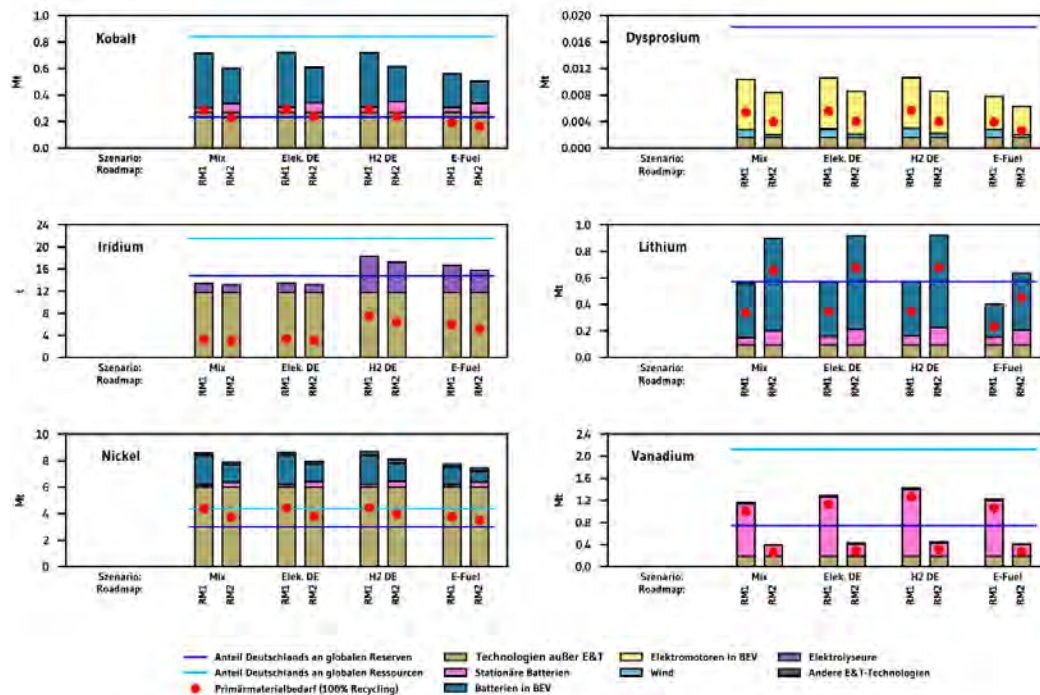 Kobalt
Mt
1.0
0.8
0.6
0.4
0.2
0.0
Szenario: Mix Elek. DE H2 DE E-Fuel
Roadmap: RM1 RM2 RM1 RM2 RM1 RM2 RM1 RM2
Dysprosium
Mt
0.020
0.016
0.012
0.008
0.004
0.000
Szenario: Mix Elek. DE H2 DE E-Fuel
Roadmap: RM1 RM2 RM1 RM2 RM1 RM2 RM1 RM2
Iridium
t
24
20
16
12
8
4
0
Szenario: Mix Elek. DE H2 DE E-Fuel
Roadmap: RM1 RM2 RM1 RM2 RM1 RM2 RM1 RM2
Lithium
Mt
1.0
0.8
0.6
0.4
0.2
0.0
Szenario: Mix Elek. DE H2 DE E-Fuel
Roadmap: RM1 RM2 RM1 RM2 RM1 RM2 RM1 RM2
Nickel
Mt
10
8
6
4
2
0
Szenario: Mix Elek. DE H2 DE E-Fuel
Roadmap: RM1 RM2 RM1 RM2 RM1 RM2 RM1 RM2
Vanadium
Mt
2.4
2.0
1.6
1.2
0.8
0.4
0.0
Szenario: Mix Elek. DE H2 DE E-Fuel
Roadmap: RM1 RM2 RM1 RM2 RM1 RM2 RM1 RM2
Anteil Deutschlands an globalen Reserven Technologien außer E&T Elektromotoren in BEV Elektrolyseure
Anteil Deutschlands an globalen Ressourcen Stationäre Batterien Wind Andere E&T-Technologien
Primärmaterialbedarf (100% Recycling) Batterien in BEV